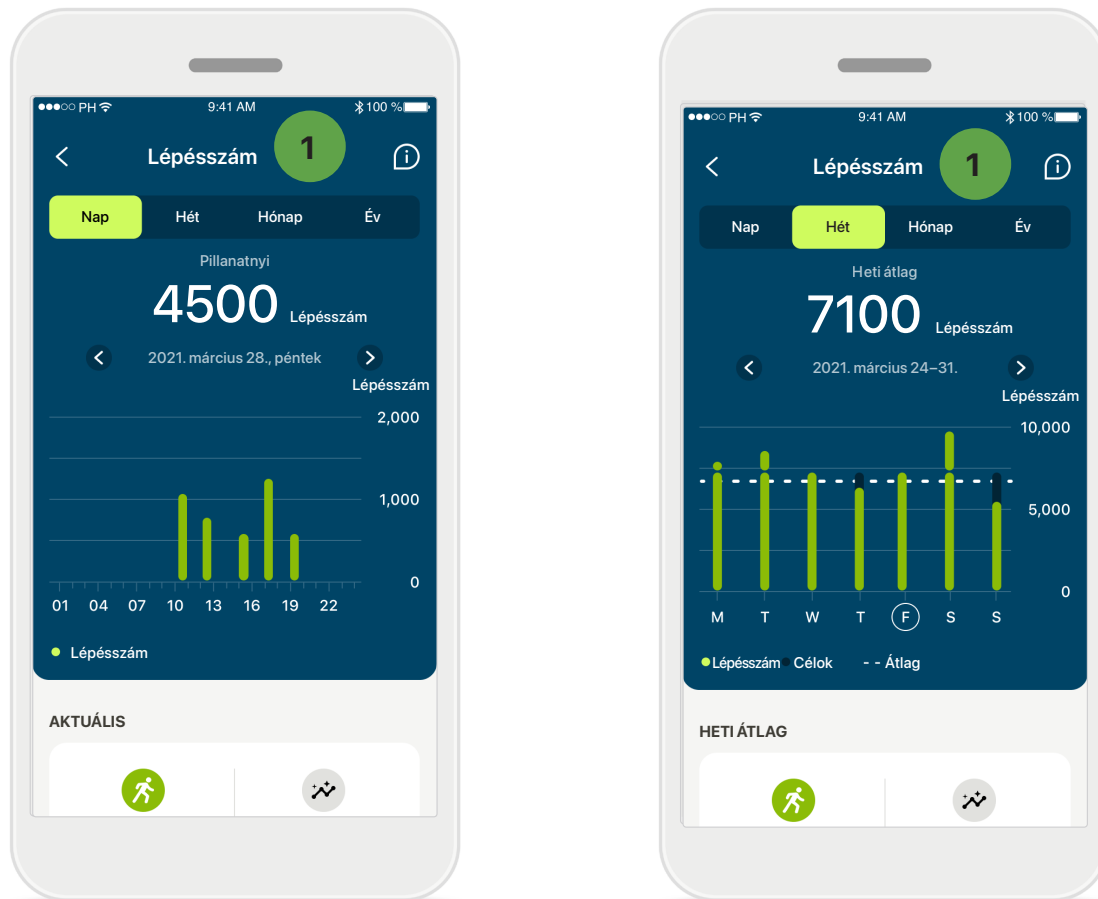 PH 9:41 AM 100 %
Lépésszám 1
Nap Hét Hónap Év
Pillanatnyi
4500 Lépésszám
2021. március 28., péntek
Lépésszám
2,000
1,000
0
01 04 07 10 13 16 19 22
Lépésszám
AKTUÁLIS
PH 9:41 AM 100 %
Lépésszám 1
Nap Hét Hónap Év
Heti átlag
7100 Lépésszám
2021. március 24–31.
Lépésszám
10,000
5,000
0
M T W T F S S
Lépésszám Célok - - Átlag
HETI ÁTLAG